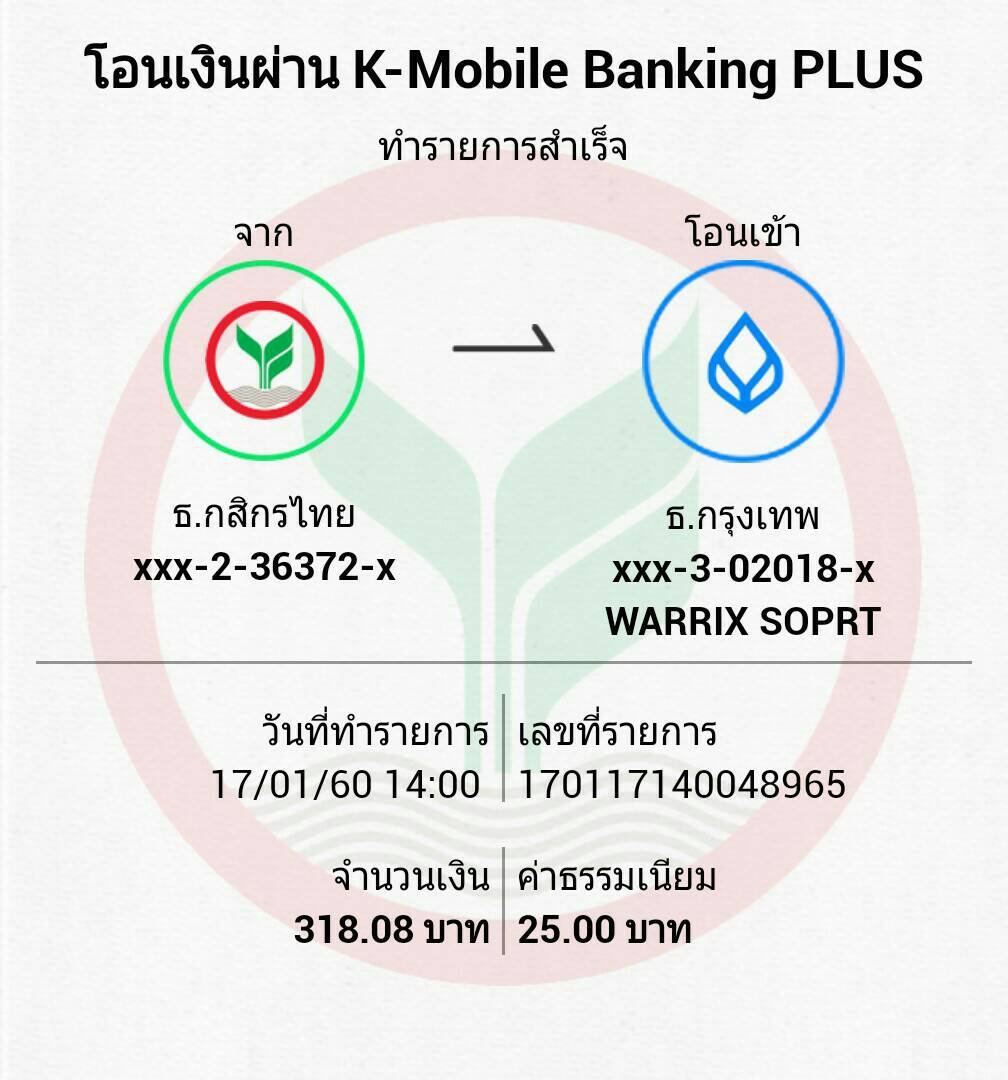 โอนเงินผ่าน K-Mobile Banking PLUS
ทำรายการสำเร็จ
จาก
โอนเข้า
ธ.กสิกรไทย
xxx-2-36372-x
ธ.กรุงเทพ
xxx-3-02018-x
WARRIX SOPRT
วันที่ทำรายการ
17/01/60 14:00
เลขที่รายการ
170117140048965
จำนวนเงิน
318.08 บาท
ค่าธรรมเนียม
25.00 บาท